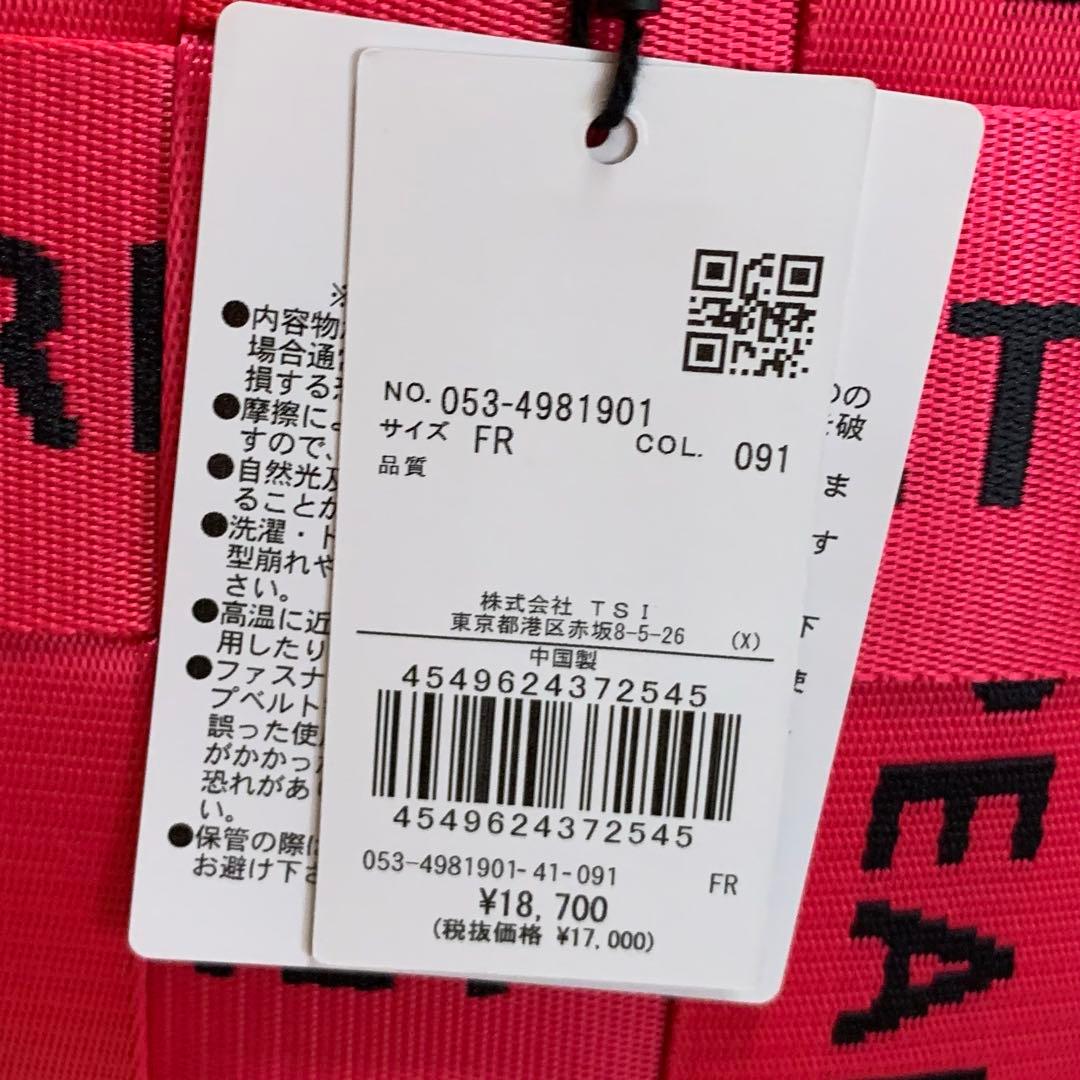 NO. 053-4981901
サイズ FR COL. 091
品質
株式会社 TSI
東京都港区赤坂8-5-26 (X)
中国製
4549624372545
4549624372545
053-4981901-41-091 FR
¥18,700
(税抜価格 ¥17,000)
※
●内容物
場合通
損する
●摩擦に
すので、
●自然光及
ることが
●洗濯・ド
型崩れや
さい。
●高温に近
用したり
●ファスナ
プベルト
誤った使
がかかっ
恐れがあ
い。
●保管の際に
お避け下さ
の
破
ま
す
下
使
RI
T
EA